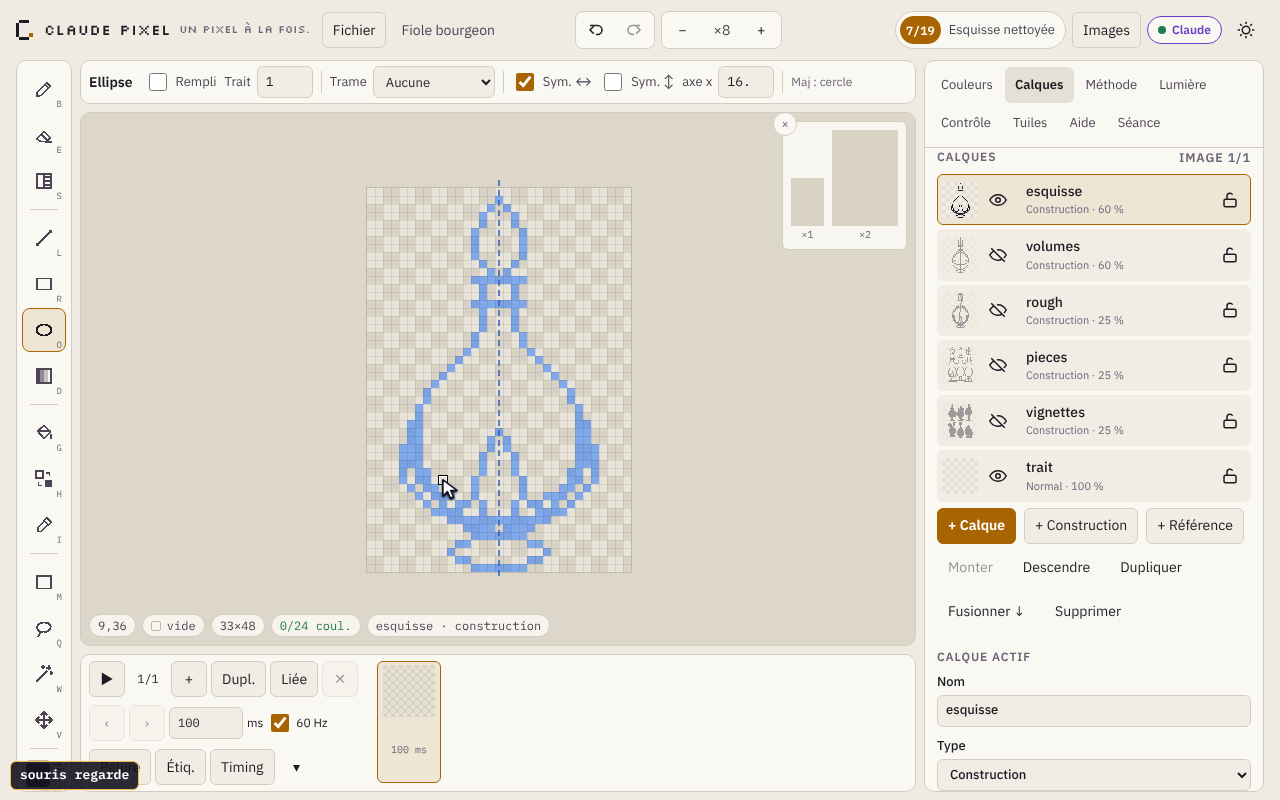 CLAUDE PIXEL UN PIXEL À LA FOIS. Fichier Fiole bourgeon − ×8 + 7/19 Esquisse nettoyée Images Claude
Ellipse Rempli Trait 1 Trame Aucune Sym. ↔ Sym. ↕ axe x 16. Maj : cercle
B
E
S
L
R
O
D
G
H
I
M
Q
W
V
×
×1 ×2
9,36 vide 33×48 0/24 coul. esquisse · construction
1/1 + Dupl. Liée ×
‹ › 100 ms 60 Hz
Étiq. Timing ▼
100 ms
souris regarde
Couleurs Calques Méthode Lumière
Contrôle Tuiles Aide Séance
CALQUES IMAGE 1/1
esquisse
Construction · 60 %
volumes
Construction · 60 %
rough
Construction · 25 %
pieces
Construction · 25 %
vignettes
Construction · 25 %
trait
Normal · 100 %
+ Calque + Construction + Référence
Monter Descendre Dupliquer
Fusionner ↓ Supprimer
CALQUE ACTIF
Nom
esquisse
Type
Construction